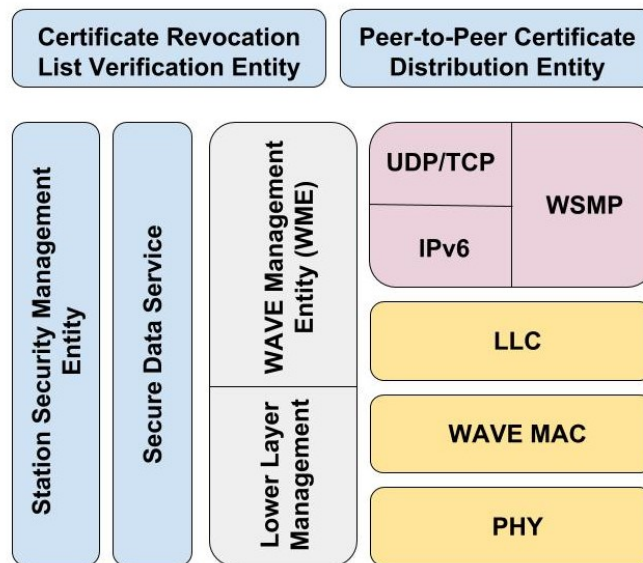 Certificate Revocation
List Verification Entity
Peer-to-Peer Certificate
Distribution Entity
Station Security Management
Entity
Secure Data Service
WAVE Management
Entity (WME)
Lower Layer
Management
UDP/TCP
IPv6
WSMP
LLC
WAVE MAC
PHY